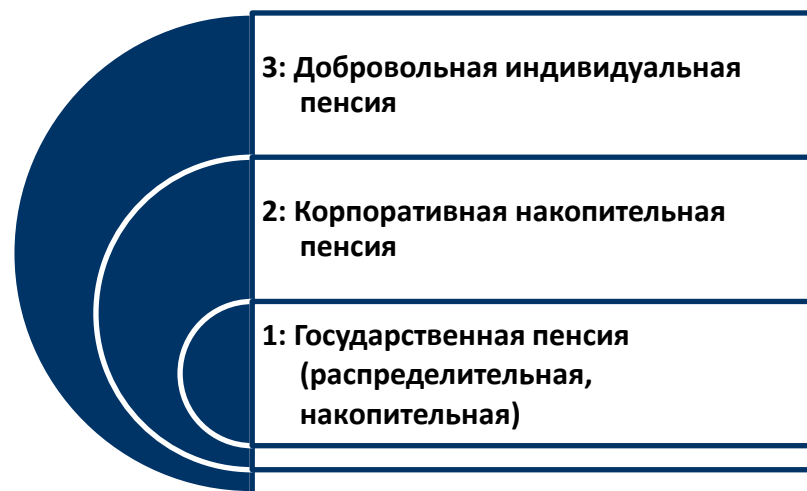 3: Добровольная индивидуальная
пенсия
2: Корпоративная накопительная
пенсия
1: Государственная пенсия
(распределительная,
накопительная)